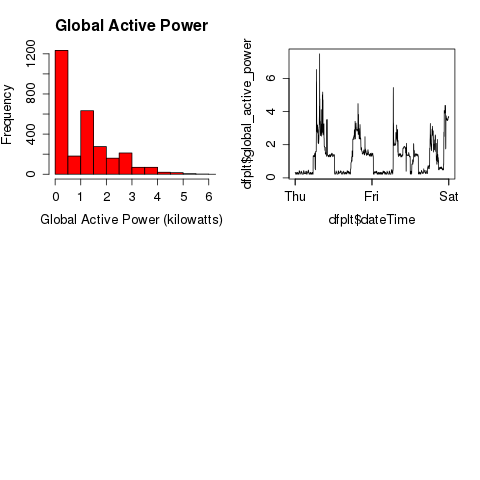 Global Active Power
Frequency
0 400 800 1200
0 1 2 3 4 5 6
Global Active Power (kilowatts)
dfplt$global_active_power
0 2 4 6
Thu Fri Sat
dfplt$dateTime